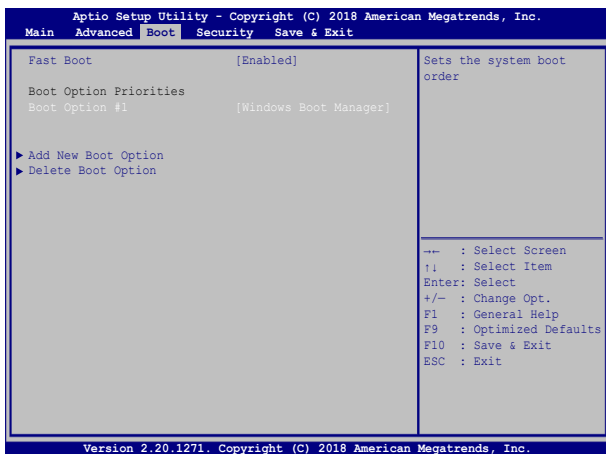 Aptio Setup Utility - Copyright (C) 2018 American Megatrends, Inc.
Main Advanced Boot Security Save & Exit
Fast Boot [Enabled]
Boot Option Priorities
Boot Option #1 [Windows Boot Manager]
▶ Add New Boot Option
▶ Delete Boot Option
Sets the system boot
order
→← : Select Screen
↑↓ : Select Item
Enter: Select
+/— : Change Opt.
F1 : General Help
F9 : Optimized Defaults
F10 : Save & Exit
ESC : Exit
Version 2.20.1271. Copyright (C) 2018 American Megatrends, Inc.